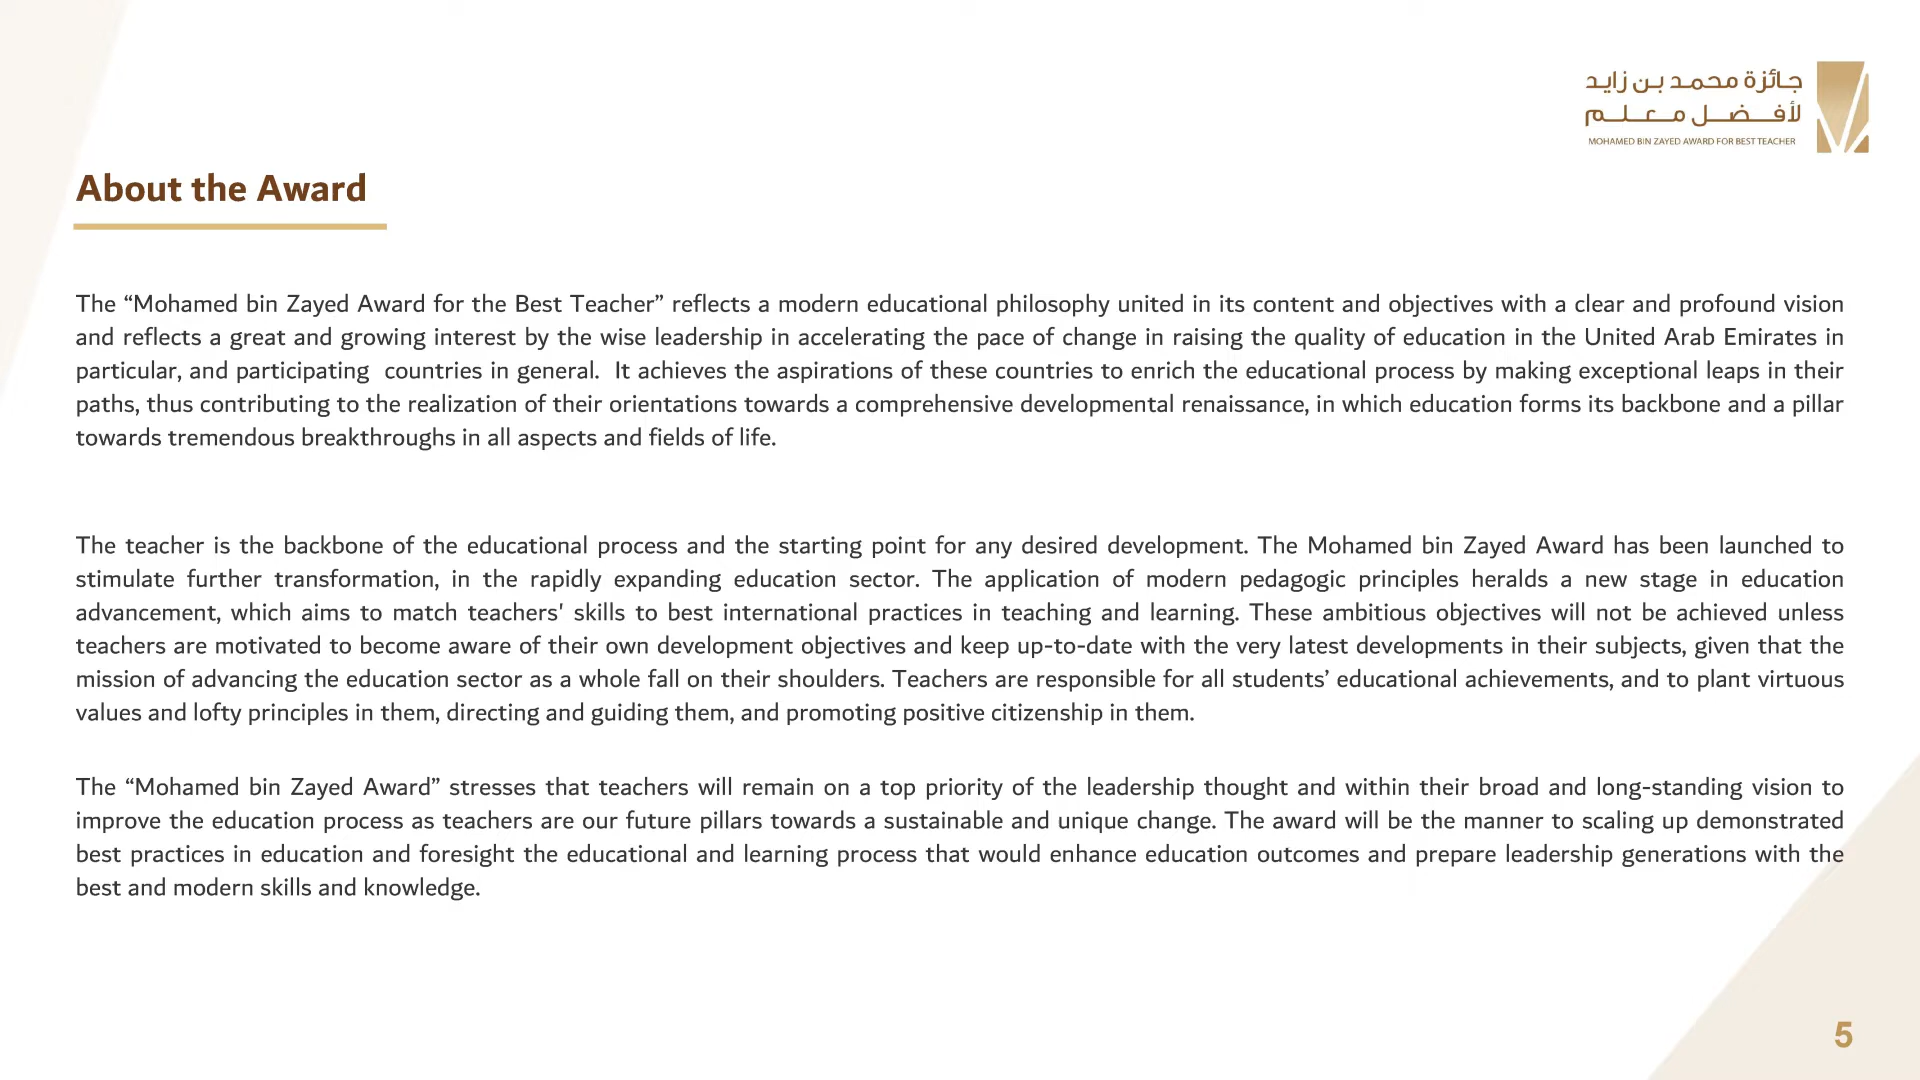 جائزة محمد بن زايد
لأفضل معلم
MOHAMED BIN ZAYED AWARD FOR BEST TEACHER
About the Award
The “Mohamed bin Zayed Award for the Best Teacher” reflects a modern educational philosophy united in its content and objectives with a clear and profound vision
and reflects a great and growing interest by the wise leadership in accelerating the pace of change in raising the quality of education in the United Arab Emirates in
particular, and participating  countries in general.  It achieves the aspirations of these countries to enrich the educational process by making exceptional leaps in their
paths, thus contributing to the realization of their orientations towards a comprehensive developmental renaissance, in which education forms its backbone and a pillar
towards tremendous breakthroughs in all aspects and fields of life.
The teacher is the backbone of the educational process and the starting point for any desired development. The Mohamed bin Zayed Award has been launched to
stimulate further transformation, in the rapidly expanding education sector. The application of modern pedagogic principles heralds a new stage in education
advancement, which aims to match teachers' skills to best international practices in teaching and learning. These ambitious objectives will not be achieved unless
teachers are motivated to become aware of their own development objectives and keep up-to-date with the very latest developments in their subjects, given that the
mission of advancing the education sector as a whole fall on their shoulders. Teachers are responsible for all students’ educational achievements, and to plant virtuous
values and lofty principles in them, directing and guiding them, and promoting positive citizenship in them.
The “Mohamed bin Zayed Award” stresses that teachers will remain on a top priority of the leadership thought and within their broad and long-standing vision to
improve the education process as teachers are our future pillars towards a sustainable and unique change. The award will be the manner to scaling up demonstrated
best practices in education and foresight the educational and learning process that would enhance education outcomes and prepare leadership generations with the
best and modern skills and knowledge.
5